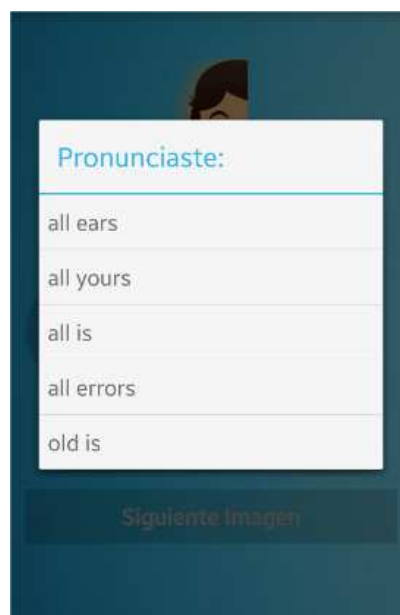 Pronunciaste:
all ears
all yours
all is
all errors
old is
Siguiente Imagen